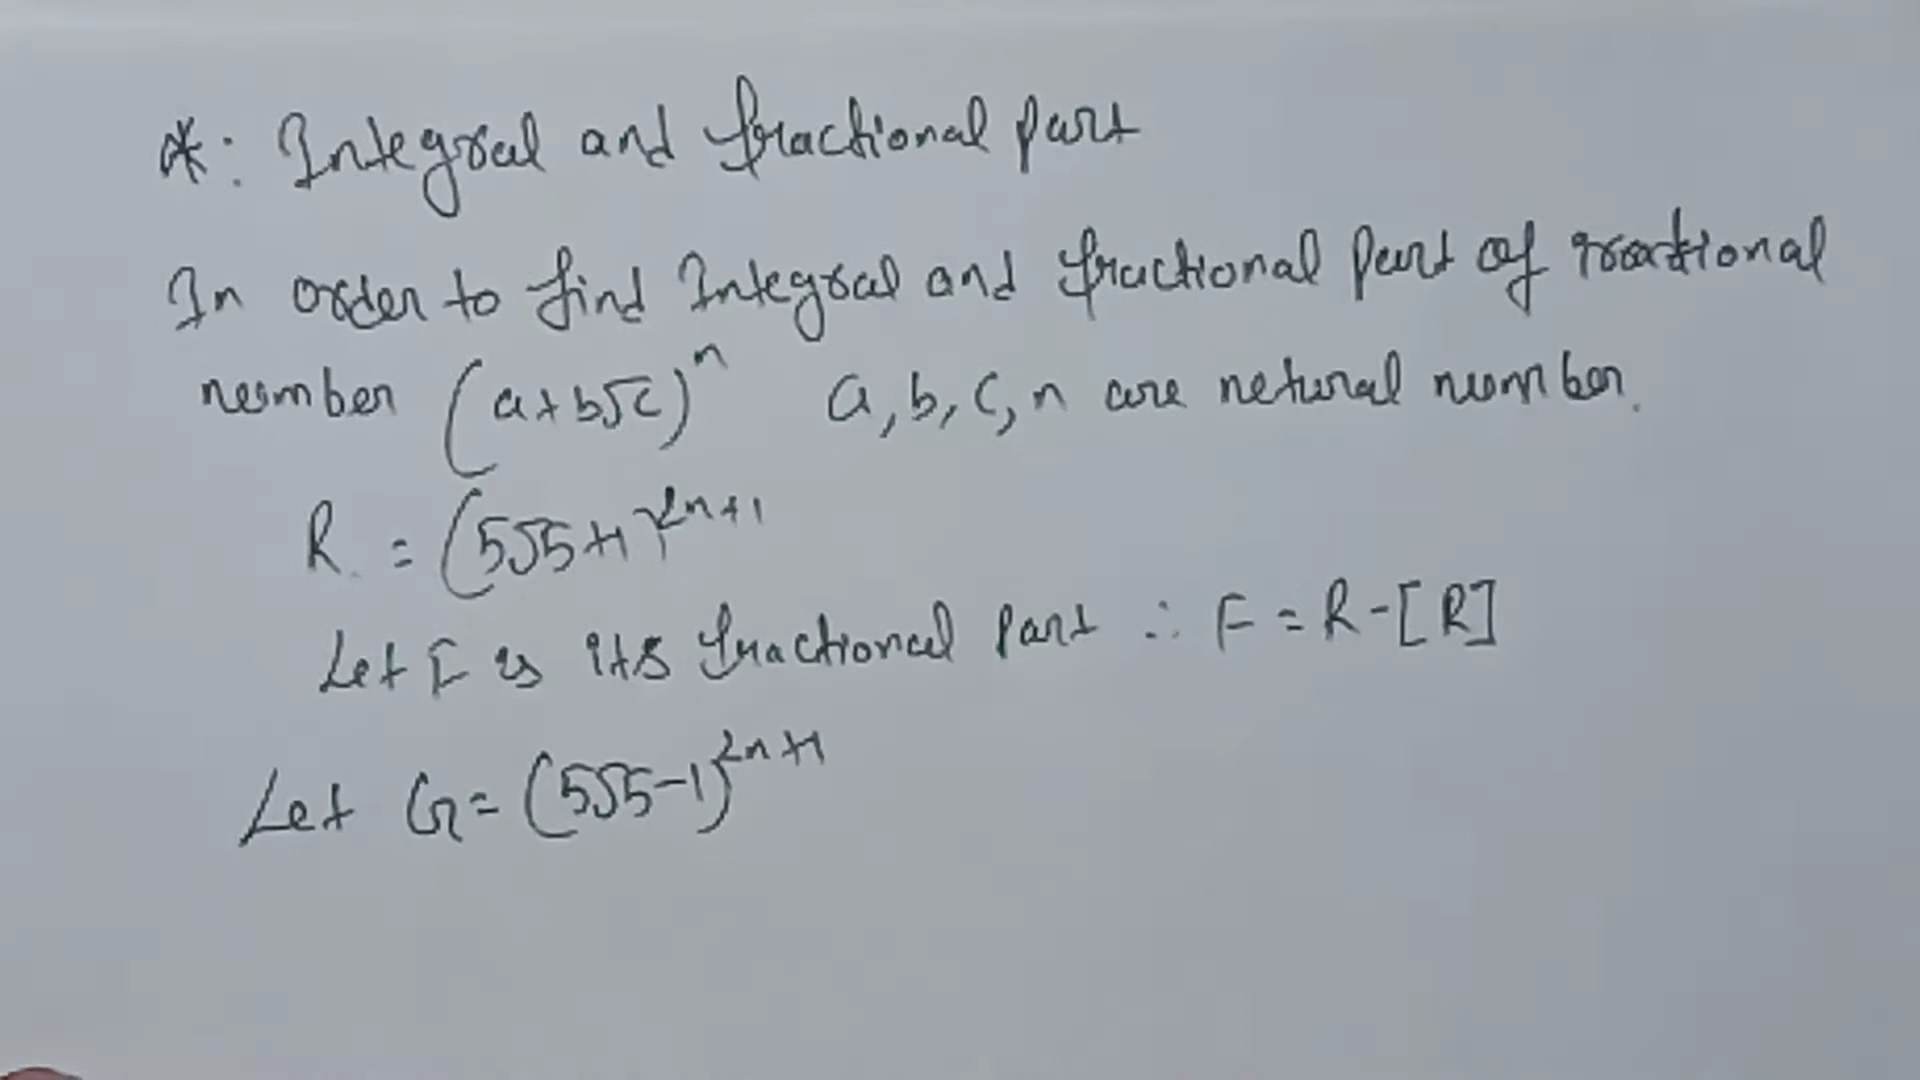 *: Integral and fractional part
In order to find Integral and fractional part of irrational
number (a+b√c)^n a, b, c, n are netural number.
R = (5√5+1)^2n+1
Let F is its fractional part ∴ F = R-[R]
Let G = (5√5-1)^2n+1